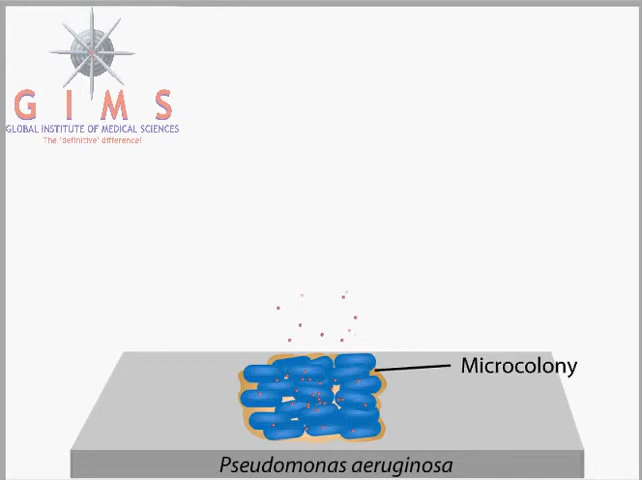 G I M S
GLOBAL INSTITUTE OF MEDICAL SCIENCES
The 'definitive' difference!
Microcolony
Pseudomonas aeruginosa